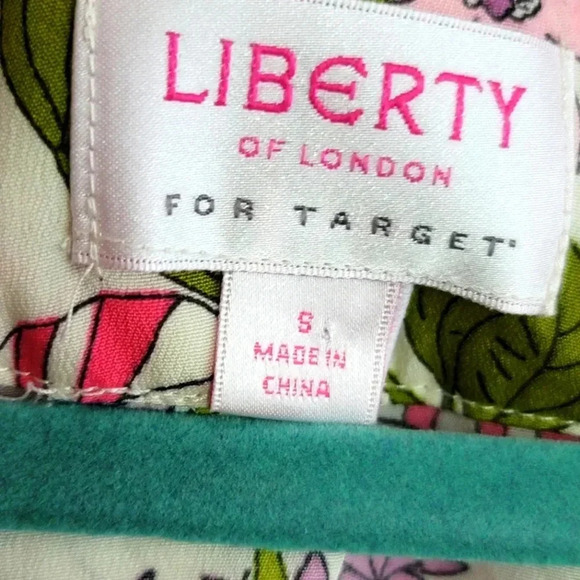 LIBERTY
OF LONDON
FOR TARGET
S
MADE IN
CHINA